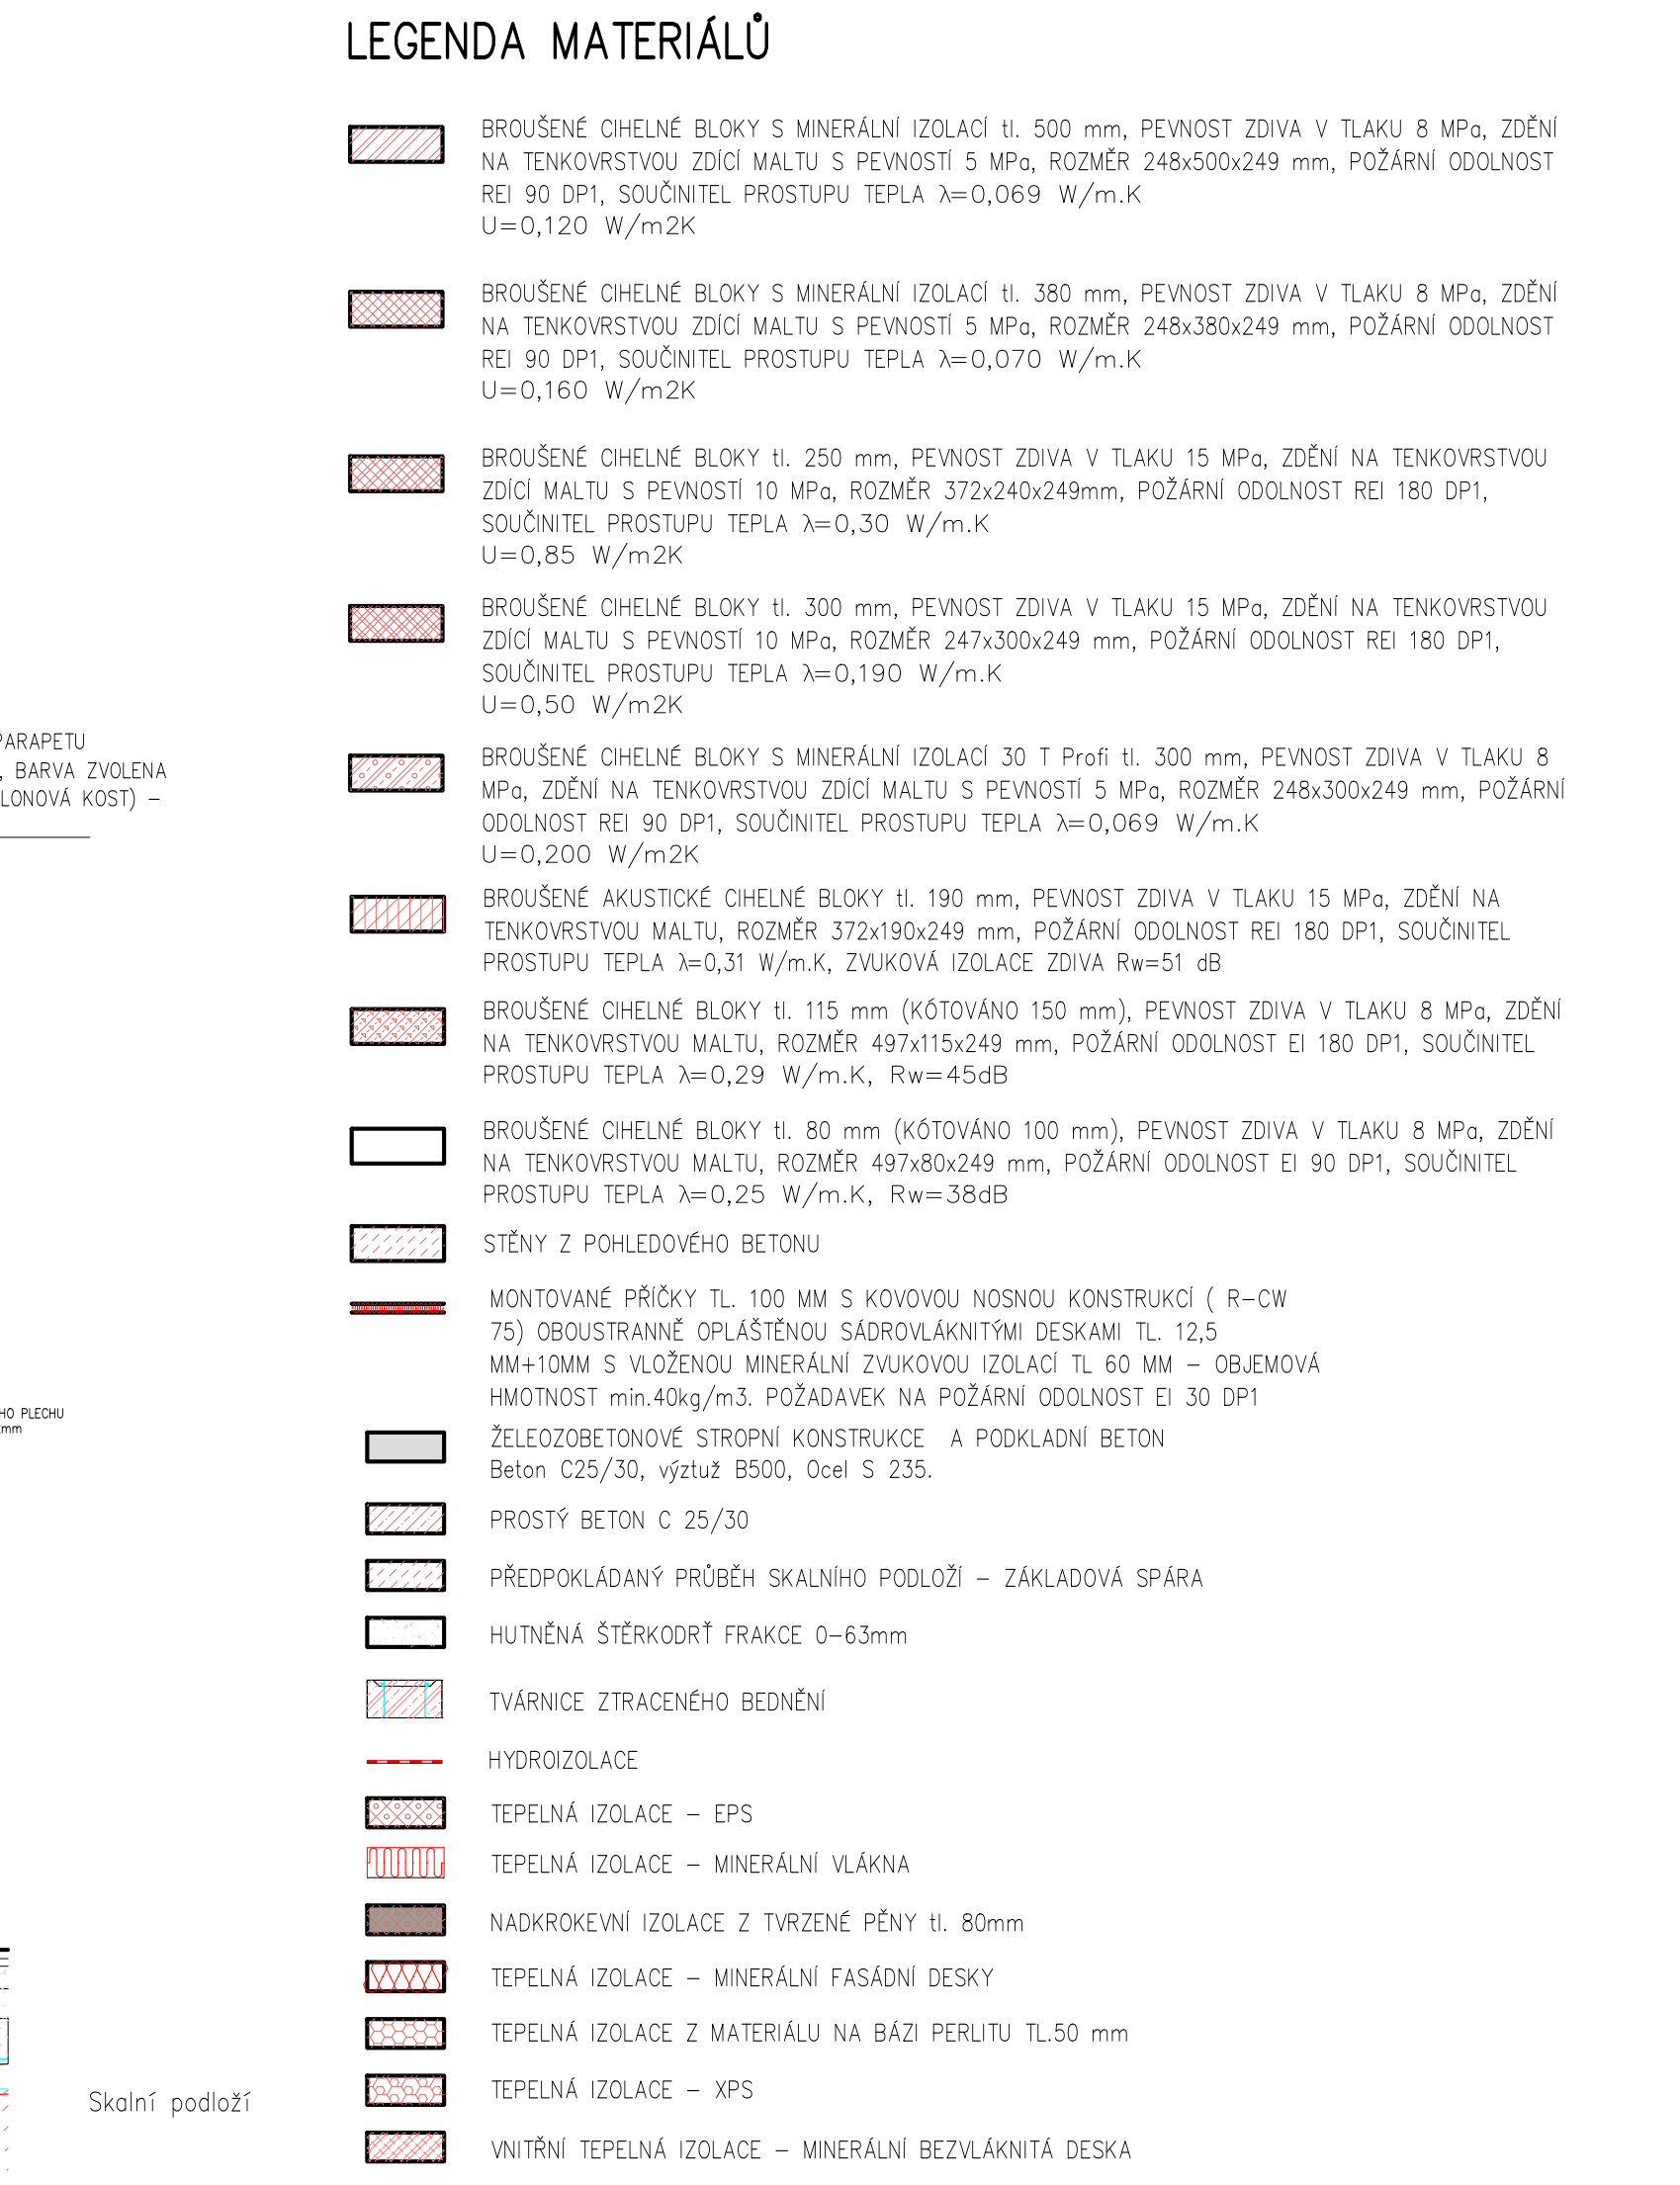 LEGENDA MATERIÁLŮ
BROUŠENÉ CIHELNÉ BLOKY S MINERÁLNÍ IZOLACÍ tl. 500 mm, PEVNOST ZDIVA V TLAKU 8 MPa, ZDĚNÍ
NA TENKOVRSTVOU ZDÍCÍ MALTU S PEVNOSTÍ 5 MPa, ROZMĚR 248x500x249 mm, POŽÁRNÍ ODOLNOST
REI 90 DP1, SOUČINITEL PROSTUPU TEPLA λ=0,069 W/m.K
U=0,120 W/m2K
BROUŠENÉ CIHELNÉ BLOKY S MINERÁLNÍ IZOLACÍ tl. 380 mm, PEVNOST ZDIVA V TLAKU 8 MPa, ZDĚNÍ
NA TENKOVRSTVOU ZDÍCÍ MALTU S PEVNOSTÍ 5 MPa, ROZMĚR 248x380x249 mm, POŽÁRNÍ ODOLNOST
REI 90 DP1, SOUČINITEL PROSTUPU TEPLA λ=0,070 W/m.K
U=0,160 W/m2K
BROUŠENÉ CIHELNÉ BLOKY tl. 250 mm, PEVNOST ZDIVA V TLAKU 15 MPa, ZDĚNÍ NA TENKOVRSTVOU
ZDÍCÍ MALTU S PEVNOSTÍ 10 MPa, ROZMĚR 372x240x249mm, POŽÁRNÍ ODOLNOST REI 180 DP1,
SOUČINITEL PROSTUPU TEPLA λ=0,30 W/m.K
U=0,85 W/m2K
BROUŠENÉ CIHELNÉ BLOKY tl. 300 mm, PEVNOST ZDIVA V TLAKU 15 MPa, ZDĚNÍ NA TENKOVRSTVOU
ZDÍCÍ MALTU S PEVNOSTÍ 10 MPa, ROZMĚR 247x300x249 mm, POŽÁRNÍ ODOLNOST REI 180 DP1,
SOUČINITEL PROSTUPU TEPLA λ=0,190 W/m.K
U=0,50 W/m2K
PARAPETU
, BARVA ZVOLENA
LONOVÁ KOST) –
BROUŠENÉ CIHELNÉ BLOKY S MINERÁLNÍ IZOLACÍ 30 T Profi tl. 300 mm, PEVNOST ZDIVA V TLAKU 8
MPa, ZDĚNÍ NA TENKOVRSTVOU ZDÍCÍ MALTU S PEVNOSTÍ 5 MPa, ROZMĚR 248x300x249 mm, POŽÁRNÍ
ODOLNOST REI 90 DP1, SOUČINITEL PROSTUPU TEPLA λ=0,069 W/m.K
U=0,200 W/m2K
BROUŠENÉ AKUSTICKÉ CIHELNÉ BLOKY tl. 190 mm, PEVNOST ZDIVA V TLAKU 15 MPa, ZDĚNÍ NA
TENKOVRSTVOU MALTU, ROZMĚR 372x190x249 mm, POŽÁRNÍ ODOLNOST REI 180 DP1, SOUČINITEL
PROSTUPU TEPLA λ=0,31 W/m.K, ZVUKOVÁ IZOLACE ZDIVA Rw=51 dB
BROUŠENÉ CIHELNÉ BLOKY tl. 115 mm (KÓTOVÁNO 150 mm), PEVNOST ZDIVA V TLAKU 8 MPa, ZDĚNÍ
NA TENKOVRSTVOU MALTU, ROZMĚR 497x115x249 mm, POŽÁRNÍ ODOLNOST EI 180 DP1, SOUČINITEL
PROSTUPU TEPLA λ=0,29 W/m.K, Rw=45dB
BROUŠENÉ CIHELNÉ BLOKY tl. 80 mm (KÓTOVÁNO 100 mm), PEVNOST ZDIVA V TLAKU 8 MPa, ZDĚNÍ
NA TENKOVRSTVOU MALTU, ROZMĚR 497x80x249 mm, POŽÁRNÍ ODOLNOST EI 90 DP1, SOUČINITEL
PROSTUPU TEPLA λ=0,25 W/m.K, Rw=38dB
STĚNY Z POHLEDOVÉHO BETONU
MONTOVANÉ PŘÍČKY TL. 100 MM S KOVOVOU NOSNOU KONSTRUKCÍ ( R–CW
75) OBOUSTRANNĚ OPLÁŠTĚNOU SÁDROVLÁKNITÝMI DESKAMI TL. 12,5
MM+10MM S VLOŽENOU MINERÁLNÍ ZVUKOVOU IZOLACÍ TL 60 MM – OBJEMOVÁ
HMOTNOST min.40kg/m3. POŽADAVEK NA POŽÁRNÍ ODOLNOST EI 30 DP1
HO PLECHU
mm
ŽELEOZOBETONOVÉ STROPNÍ KONSTRUKCE A PODKLADNÍ BETON
Beton C25/30, výztuž B500, Ocel S 235.
PROSTÝ BETON C 25/30
PŘEDPOKLÁDANÝ PRŮBĚH SKALNÍHO PODLOŽÍ – ZÁKLADOVÁ SPÁRA
HUTNĚNÁ ŠTĚRKODRŤ FRAKCE 0–63mm
TVÁRNICE ZTRACENÉHO BEDNĚNÍ
HYDROIZOLACE
TEPELNÁ IZOLACE – EPS
TEPELNÁ IZOLACE – MINERÁLNÍ VLÁKNA
NADKROKEVNÍ IZOLACE Z TVRZENÉ PĚNY tl. 80mm
TEPELNÁ IZOLACE – MINERÁLNÍ FASÁDNÍ DESKY
TEPELNÁ IZOLACE Z MATERIÁLU NA BÁZI PERLITU TL.50 mm
TEPELNÁ IZOLACE – XPS
Skalní podloží
VNITŘNÍ TEPELNÁ IZOLACE – MINERÁLNÍ BEZVLÁKNITÁ DESKA